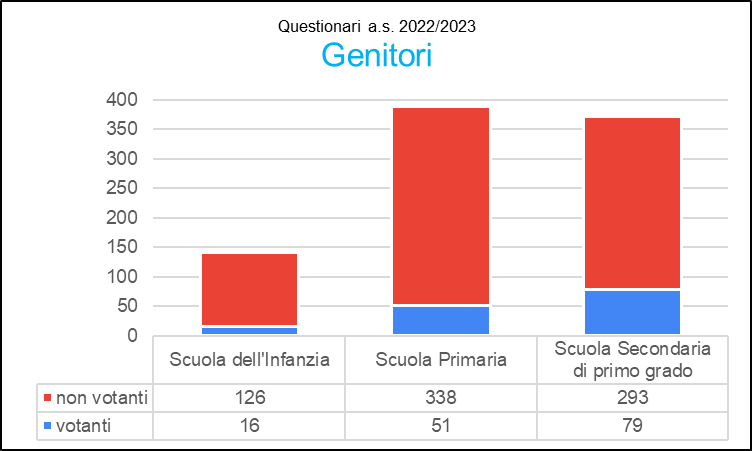 Questionari a.s. 2022/2023
Genitori
400
350
300
250
200
150
100
50
0
Scuola dell'Infanzia Scuola Primaria Scuola Secondaria
di primo grado
non votanti 126 338 293
votanti 16 51 79